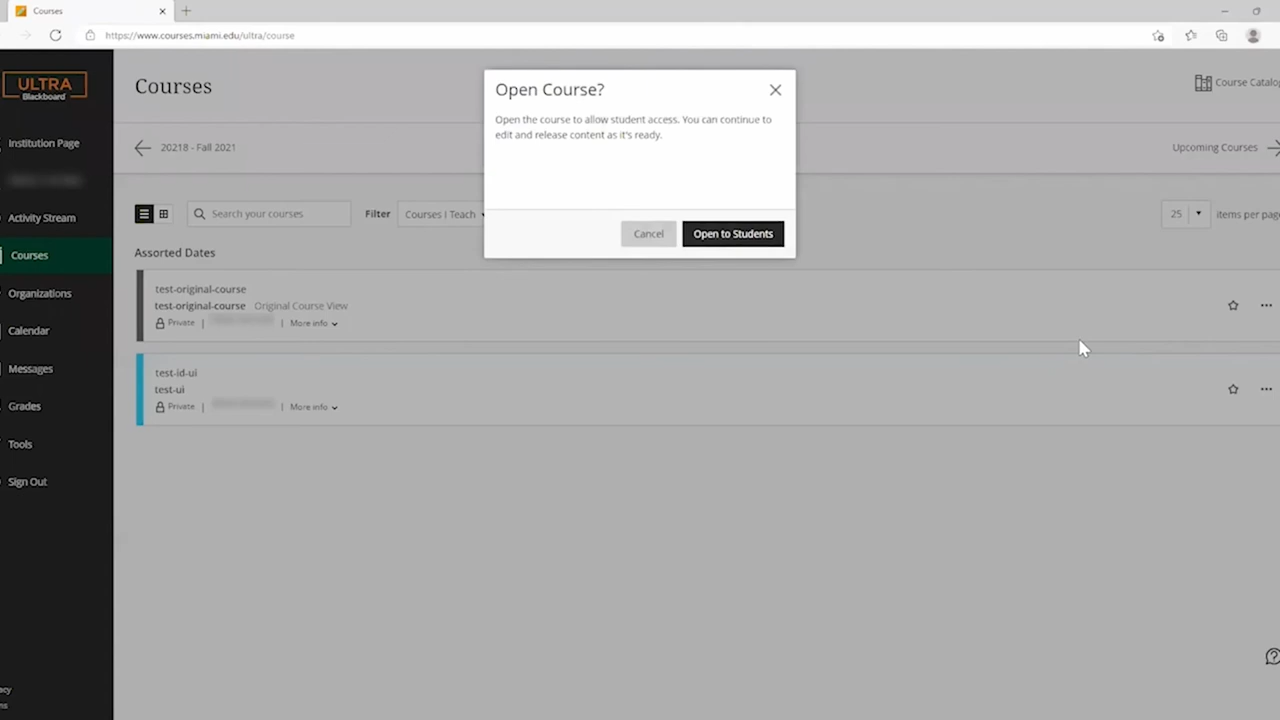 Courses
https://www.courses.miami.edu/ultra/course
ULTRA
Blackboard
Institution Page
Activity Stream
Courses
Organizations
Calendar
Messages
Grades
Tools
Sign Out
Courses
Course Catalo
20218 - Fall 2021
Upcoming Courses
Search your courses
Filter
Courses I Teach
25
items per page
Assorted Dates
test-original-course
test-original-course Original Course View
Private | | More info
test-id-ui
test-ui
Private | | More info
Open Course?
Open the course to allow student access. You can continue to
edit and release content as it's ready.
Cancel
Open to Students